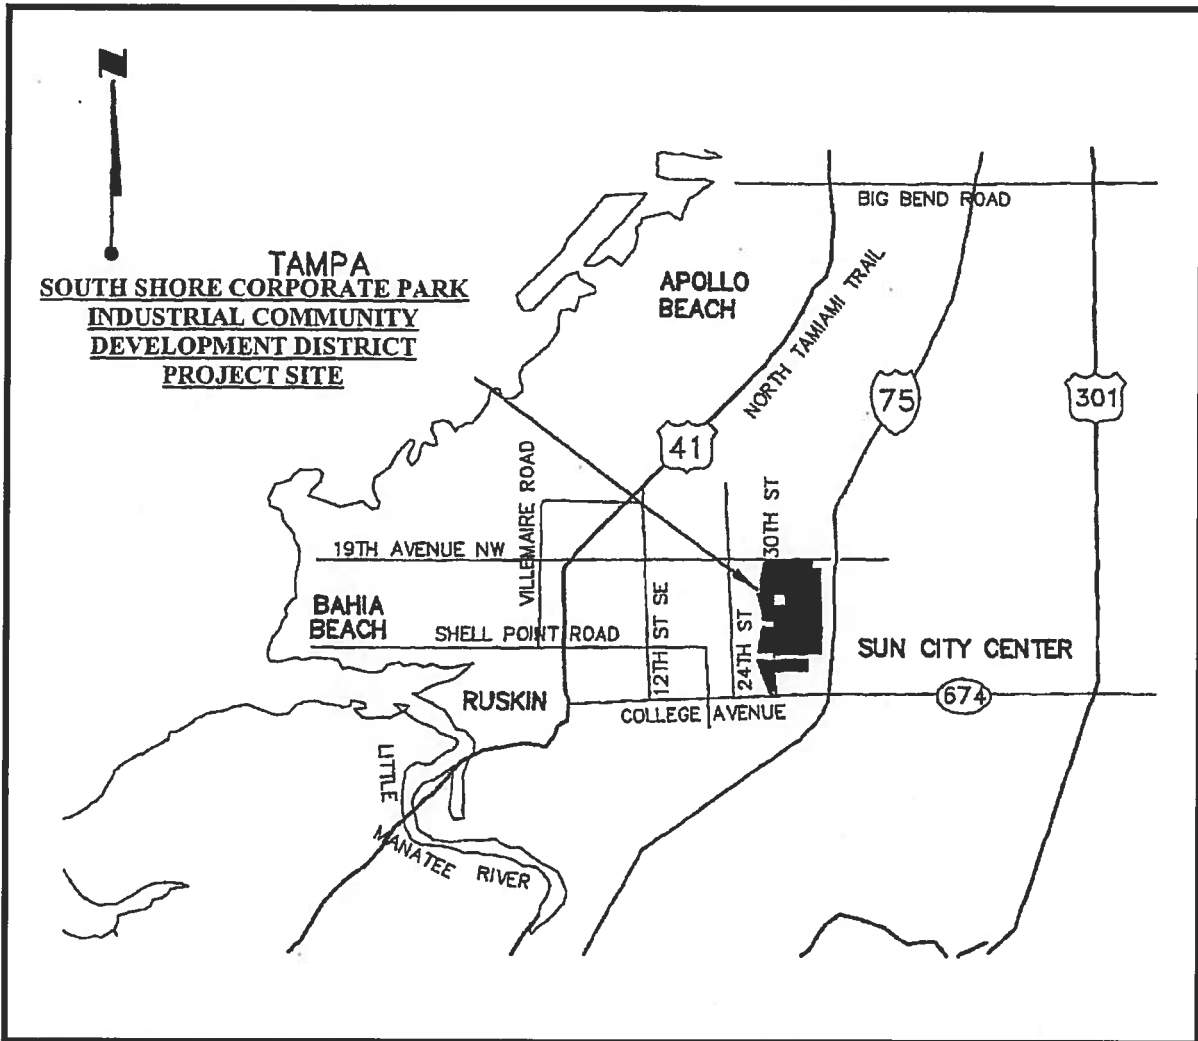 N
BIG BEND ROAD
TAMPA
SOUTH SHORE CORPORATE PARK
INDUSTRIAL COMMUNITY
DEVELOPMENT DISTRICT
PROJECT SITE
APOLLO
BEACH
NORTH TAMIAMI TRAIL
75
301
41
VILLEMAIRE ROAD
30TH ST
19TH AVENUE NW
BAHIA
BEACH
SHELL POINT ROAD
12TH ST SE
24TH ST
SUN CITY CENTER
RUSKIN
COLLEGE AVENUE
674
LITTLE
MANATEE RIVER